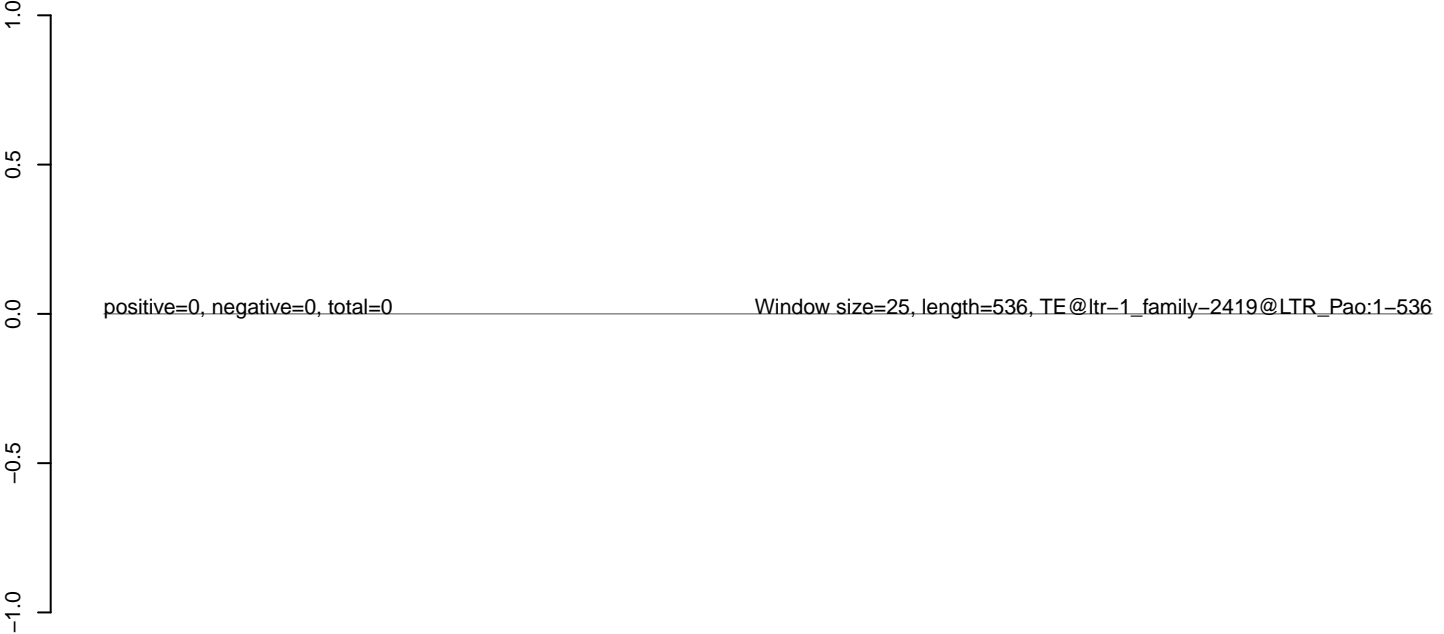 1.0
0.5
0.0
−0.5
−1.0
positive=0, negative=0, total=0
Window size=25, length=536, TE@ltr−1_family−2419@LTR_Pao:1−536